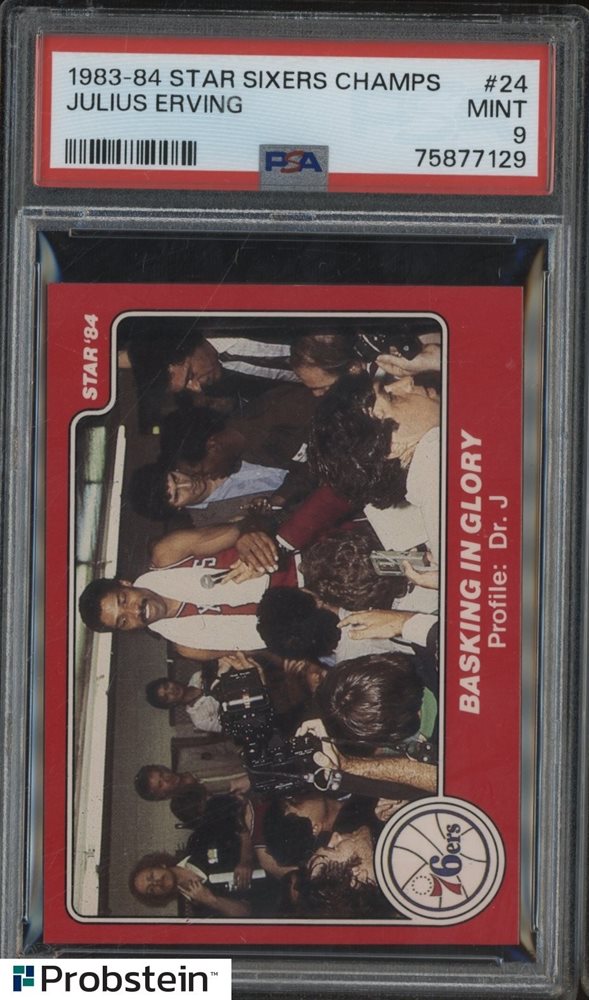 1983-84 STAR SIXERS CHAMPS #24
JULIUS ERVING MINT
9
PSA 75877129
STAR '84
BASKING IN GLORY
Profile: Dr. J
76ers
Probstein™